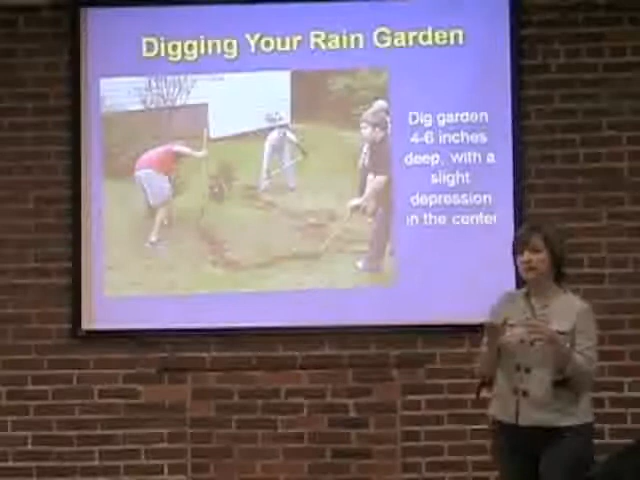 Digging Your Rain Garden
Dig garden
4-6 inches
deep, with a
slight
depression
in the center